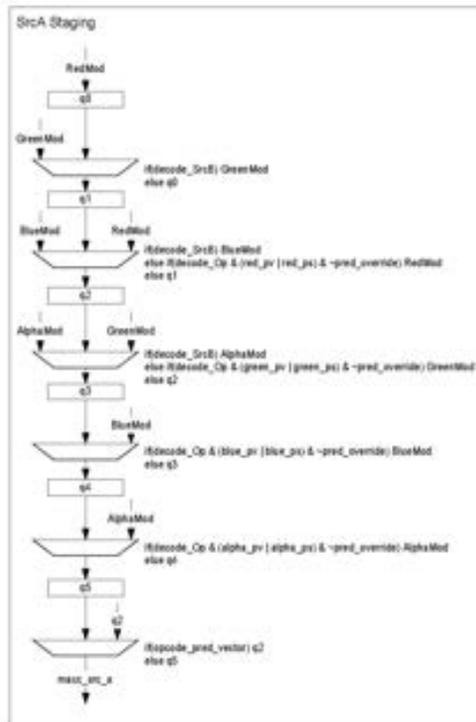 SrcA Staging
RedMod
q0
GreenMod
if(decode_SrcB) GreenMod
else q0
q1
BlueMod RedMod
if(decode_SrcB) BlueMod
else if(decode_Op & (red_pv | red_ps) & ~pred_override) RedMod
else q1
q2
AlphaMod GreenMod
if(decode_SrcB) AlphaMod
else if(decode_Op & (green_pv | green_ps) & ~pred_override) GreenMod
else q2
q3
BlueMod
if(decode_Op & (blue_pv | blue_ps) & ~pred_override) BlueMod
else q3
q4
AlphaMod
if(decode_Op & (alpha_pv | alpha_ps) & ~pred_override) AlphaMod
else q4
q5
q2
if(opcode_pred_vector) q2
else q5
macc_src_a